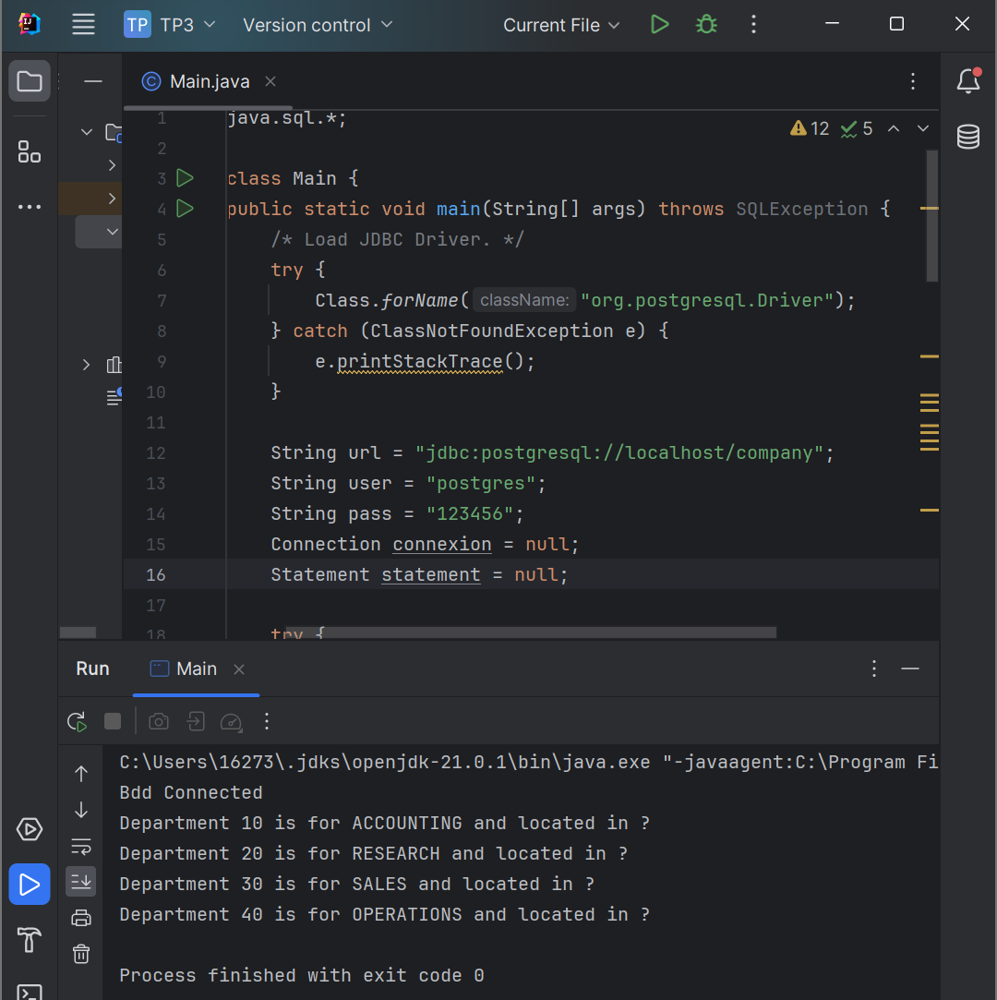 TP TP3 Version control Current File
Main.java
12 5
1 java.sql.*;
2
3 class Main {
4 public static void main(String[] args) throws SQLException {
5 /* Load JDBC Driver. */
6 try {
7 Class.forName( className: "org.postgresql.Driver");
8 } catch (ClassNotFoundException e) {
9 e.printStackTrace();
10 }
11
12 String url = "jdbc:postgresql://localhost/company";
13 String user = "postgres";
14 String pass = "123456";
15 Connection connexion = null;
16 Statement statement = null;
17
18 try {
Run Main
C:\Users\16273\.jdks\openjdk-21.0.1\bin\java.exe "-javaagent:C:\Program Fi
Bdd Connected
Department 10 is for ACCOUNTING and located in ?
Department 20 is for RESEARCH and located in ?
Department 30 is for SALES and located in ?
Department 40 is for OPERATIONS and located in ?
Process finished with exit code 0